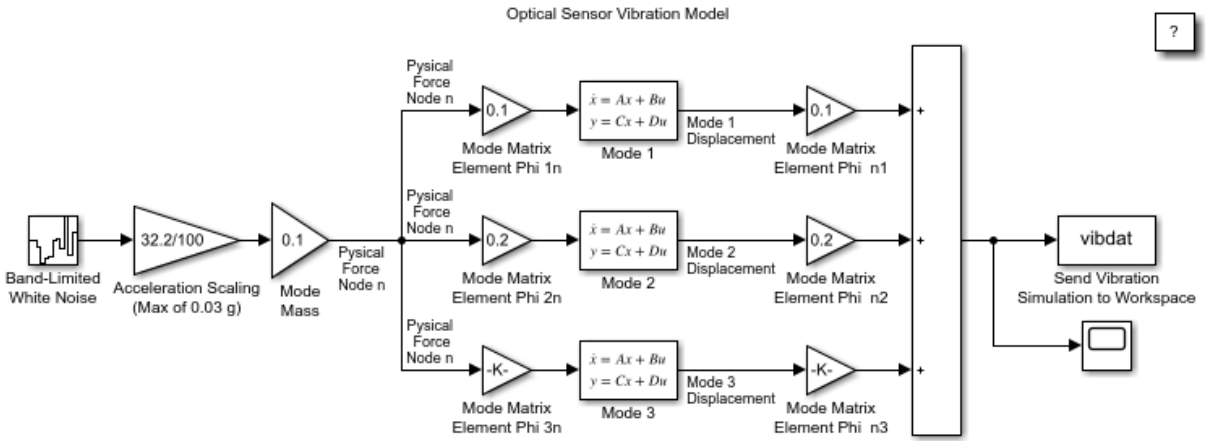 Optical Sensor Vibration Model
?
Pysical
Force
Node n
0.1
ẋ = Ax + Bu
y = Cx + Du
Mode 1
Displacement
0.1
+
Mode Matrix
Element Phi 1n
Mode 1
Mode Matrix
Element Phi n1
Pysical
Force
Node n
Band-Limited
White Noise
32.2/100
Acceleration Scaling
(Max of 0.03 g)
0.1
Mode
Mass
Pysical
Force
Node n
0.2
ẋ = Ax + Bu
y = Cx + Du
Mode 2
Displacement
0.2
+
Mode Matrix
Element Phi 2n
Mode 2
Mode Matrix
Element Phi n2
vibdat
Send Vibration
Simulation to Workspace
Pysical
Force
Node n
-K-
ẋ = Ax + Bu
y = Cx + Du
Mode 3
Displacement
-K-
+
Mode Matrix
Element Phi 3n
Mode 3
Mode Matrix
Element Phi n3